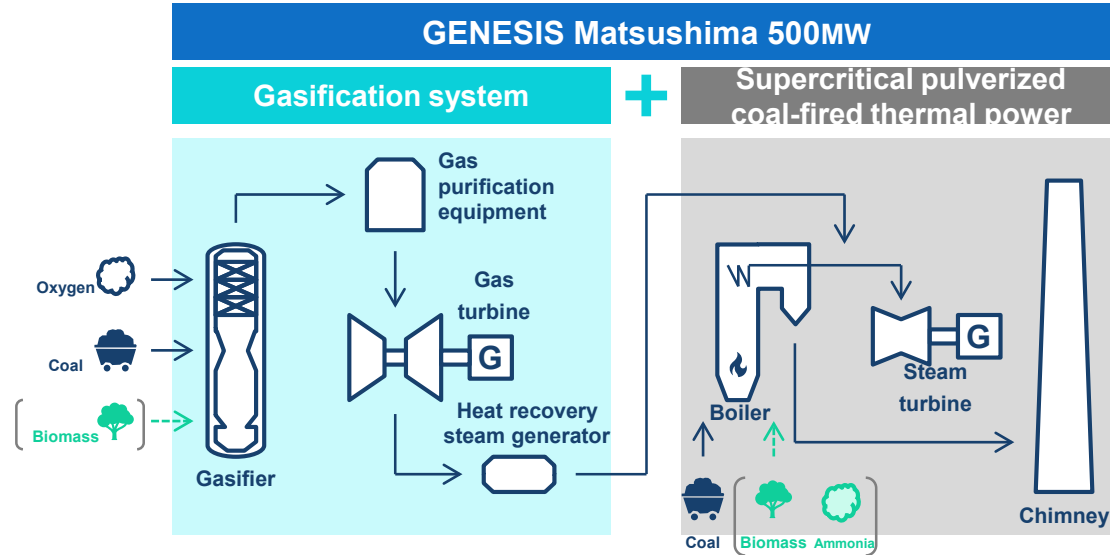 GENESIS Matsushima 500MW
Gasification system
Supercritical pulverized
coal-fired thermal power
Gas
purification
equipment
Oxygen
Coal
Biomass
Gasifier
Gas
turbine
G
Heat recovery
steam generator
Boiler
G
Steam
turbine
Coal
Biomass
Ammonia
Chimney